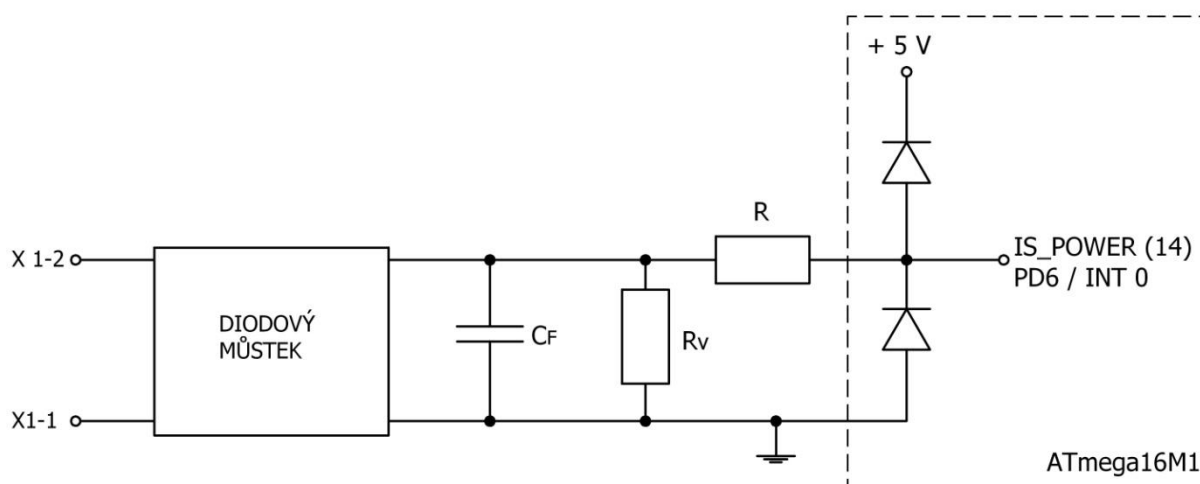 + 5 V
R
X 1-2
IS_POWER (14)
PD6 / INT 0
DIODOVÝ
MŮSTEK
CF
RV
X1-1
ATmega16M1